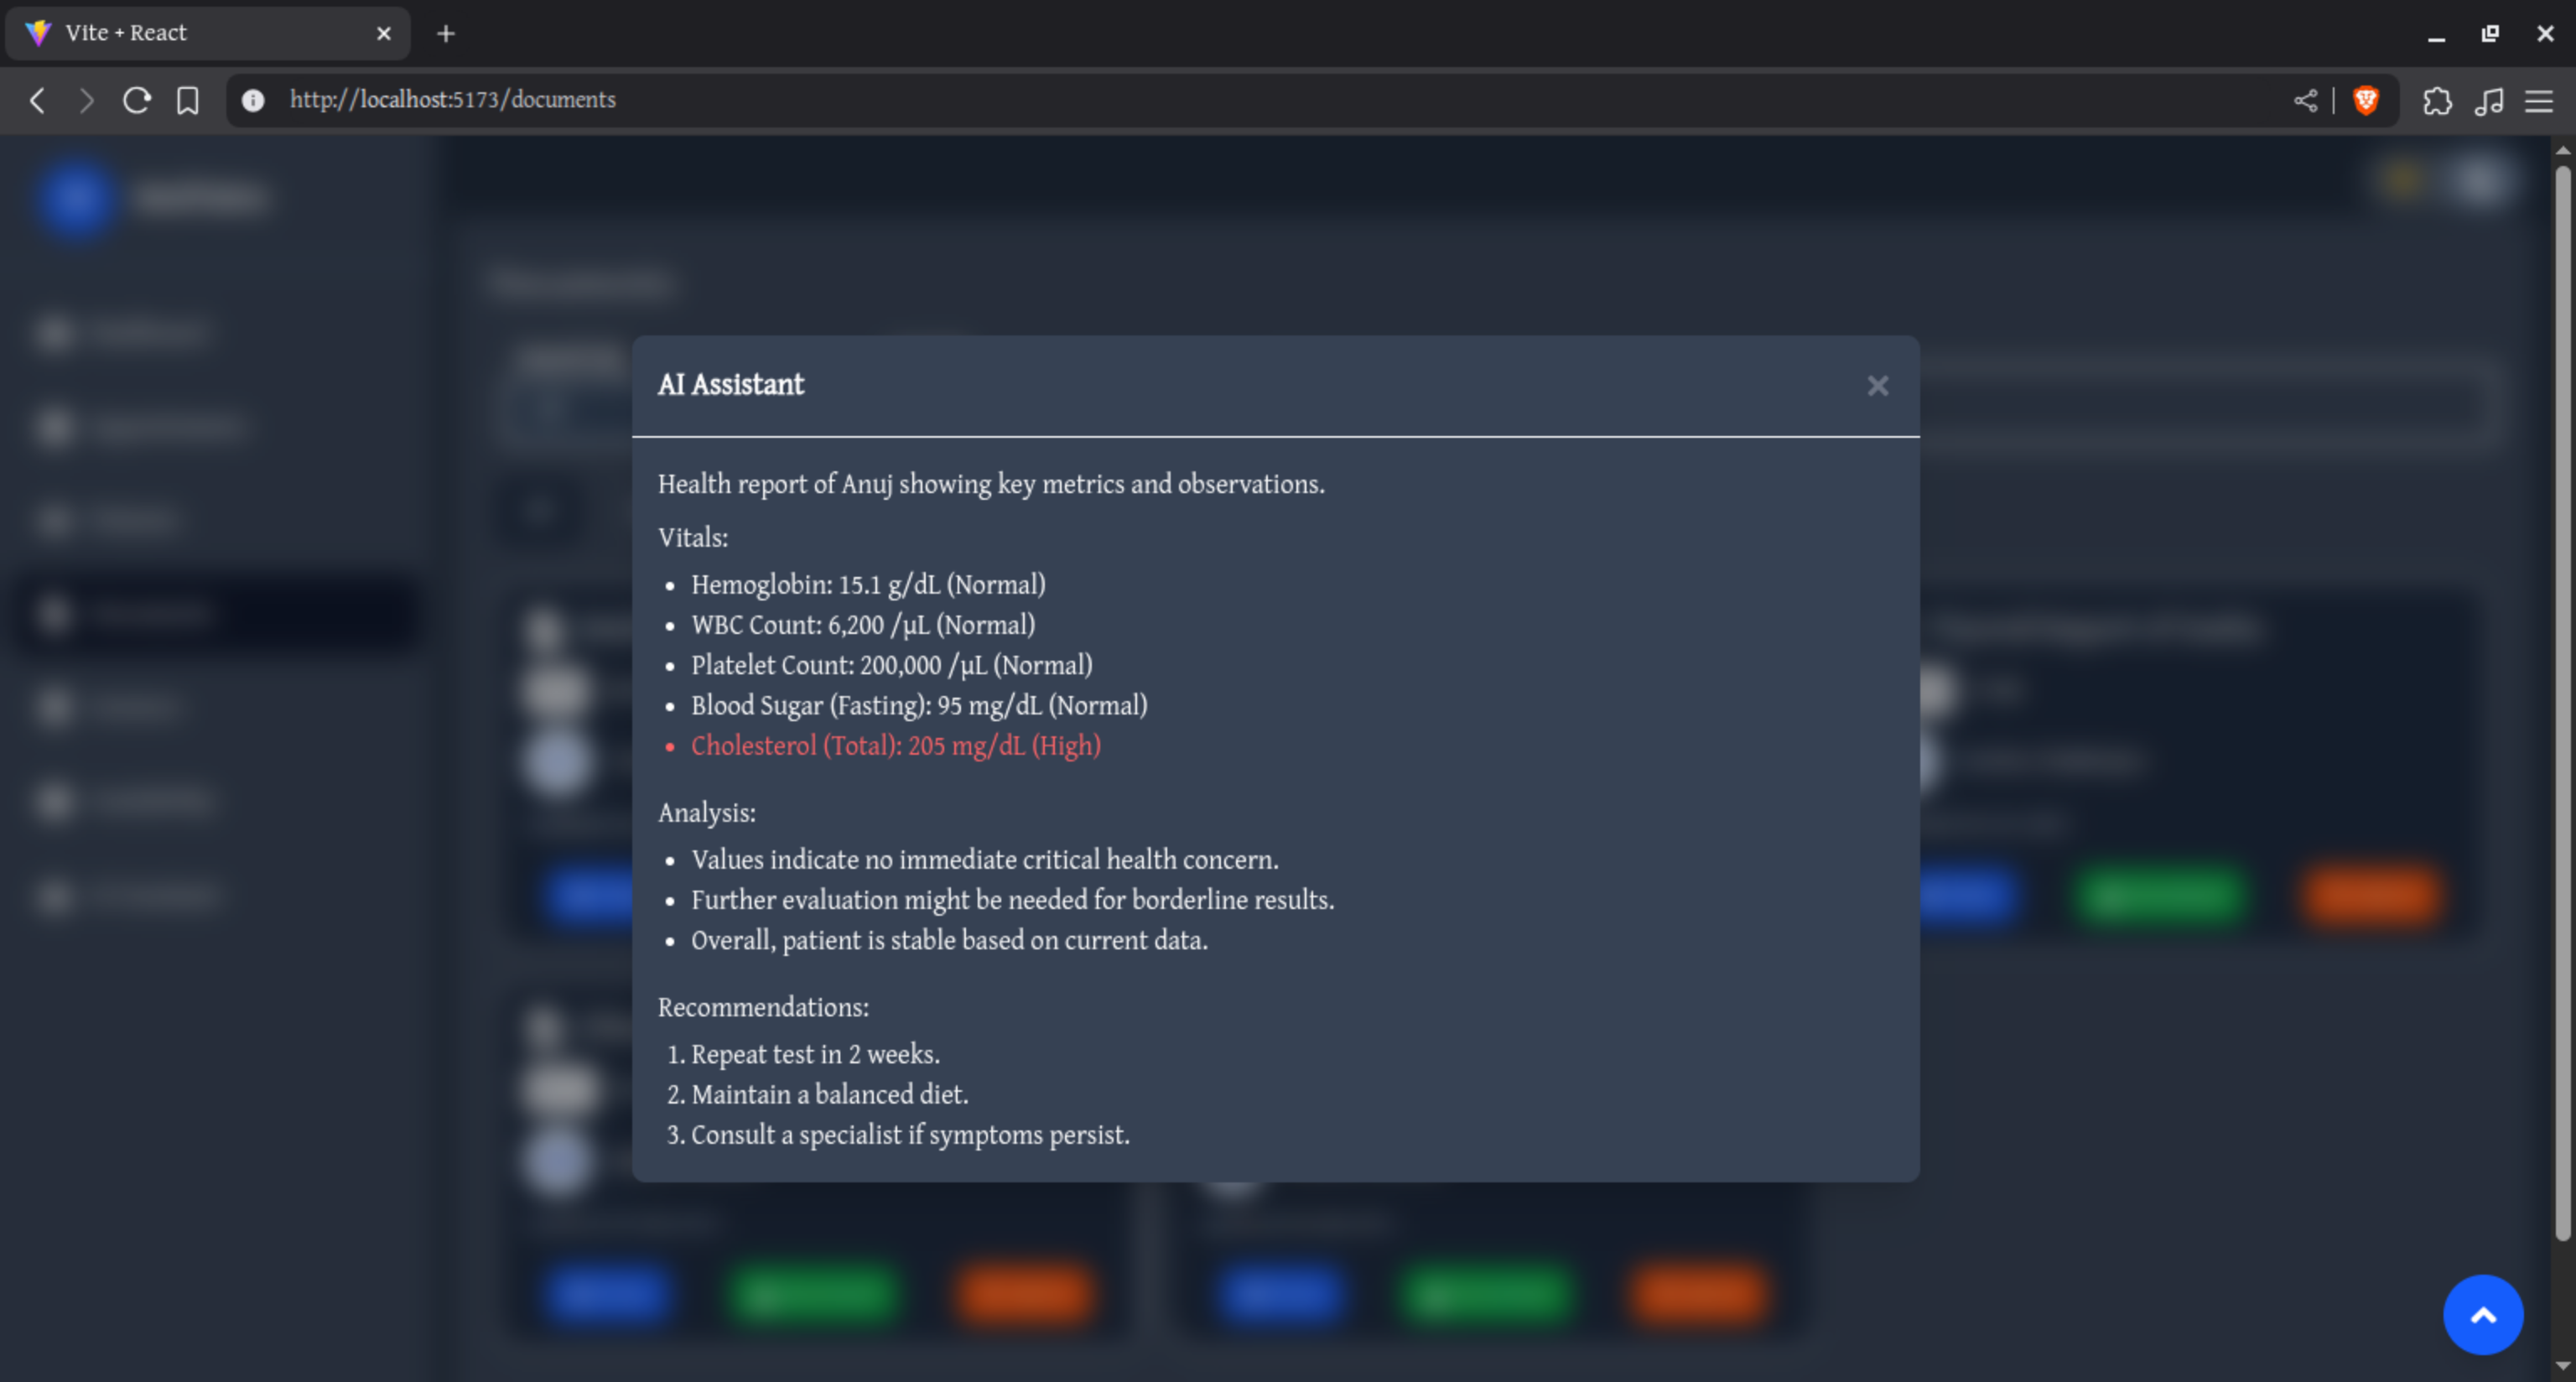 Vite + React
http://localhost:5173/documents
AI Assistant
Health report of Anuj showing key metrics and observations.
Vitals:
• Hemoglobin: 15.1 g/dL (Normal)
• WBC Count: 6,200 /µL (Normal)
• Platelet Count: 200,000 /µL (Normal)
• Blood Sugar (Fasting): 95 mg/dL (Normal)
• Cholesterol (Total): 205 mg/dL (High)
Analysis:
• Values indicate no immediate critical health concern.
• Further evaluation might be needed for borderline results.
• Overall, patient is stable based on current data.
Recommendations:
1. Repeat test in 2 weeks.
2. Maintain a balanced diet.
3. Consult a specialist if symptoms persist.